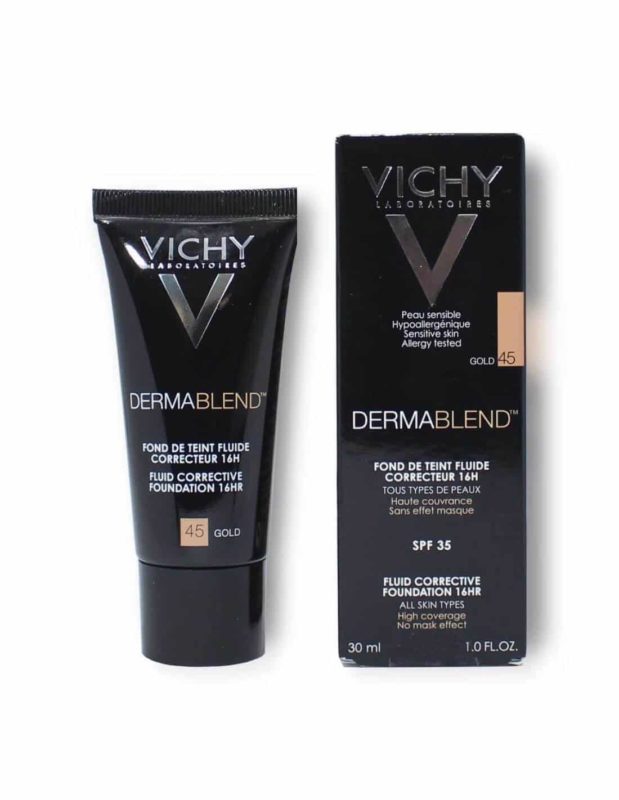 VICHY
LABORATOIRES
DERMABLEND™
FOND DE TEINT FLUIDE
CORRECTEUR 16H
FLUID CORRECTIVE
FOUNDATION 16HR
45 GOLD
VICHY
LABORATOIRES
Peau sensible
Hypoallergénique
Sensitive skin
Allergy tested
GOLD 45
DERMABLEND™
FOND DE TEINT FLUIDE
CORRECTEUR 16H
TOUS TYPES DE PEAUX
Haute couvrance
Sans effet masque
SPF 35
FLUID CORRECTIVE
FOUNDATION 16HR
ALL SKIN TYPES
High coverage
No mask effect
30 ml 1.0 FL.OZ.